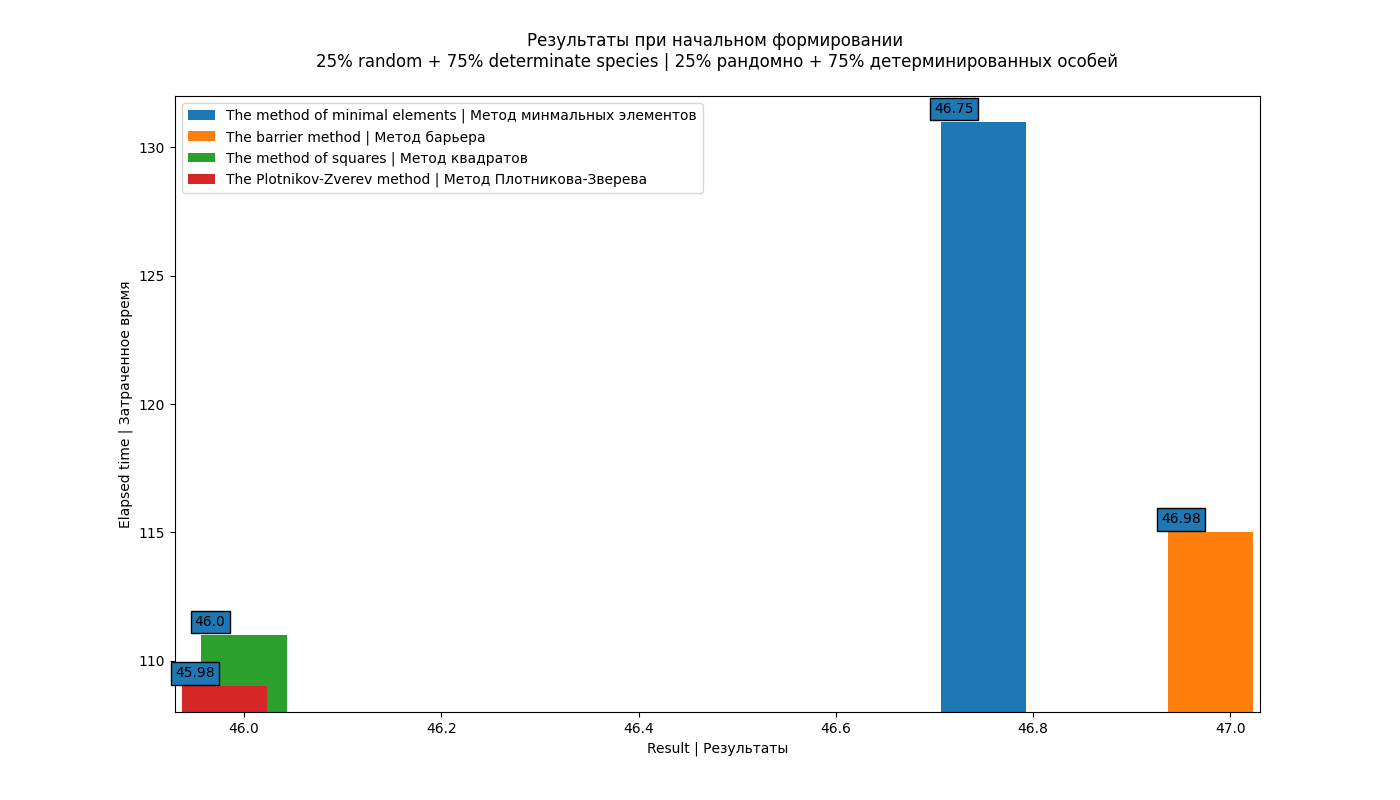 Результаты при начальном формировании
25% random + 75% determinate species | 25% рандомно + 75% детерминированных особей
The method of minimal elements | Метод минмальных элементов
The barrier method | Метод барьера
The method of squares | Метод квадратов
The Plotnikov-Zverev method | Метод Плотникова-Зверева
46.75
46.98
46.0
45.98
Elapsed time | Затраченное время
130
125
120
115
110
46.0 46.2 46.4 46.6 46.8 47.0
Result | Результаты